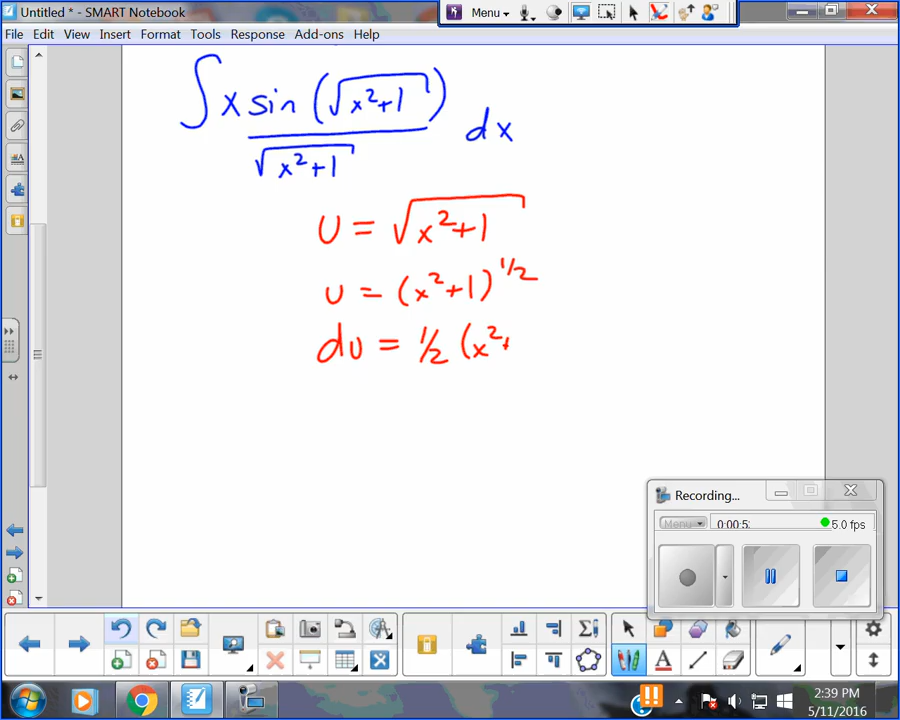 Untitled * - SMART Notebook
Menu
File Edit View Insert Format Tools Response Add-ons Help
∫ x sin (√x²+1)
√x²+1
dx
u = √x²+1
u = (x²+1)^1/2
du = 1/2 (x²+
Recording...
Menu 0:00:5 5.0 fps
2:39 PM
5/11/2016